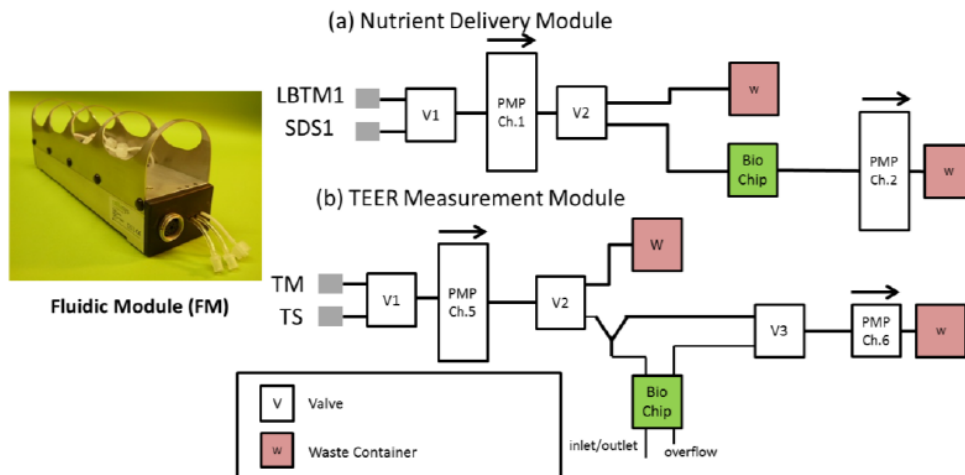 (a) Nutrient Delivery Module
LBTM1
SDS1
V1
PMP
Ch.1
V2
w
Bio
Chip
PMP
Ch.2
w
(b) TEER Measurement Module
TM
TS
V1
PMP
Ch.5
V2
W
V3
PMP
Ch.6
w
Bio
Chip
inlet/outlet
overflow
Fluidic Module (FM)
V
Valve
w
Waste Container